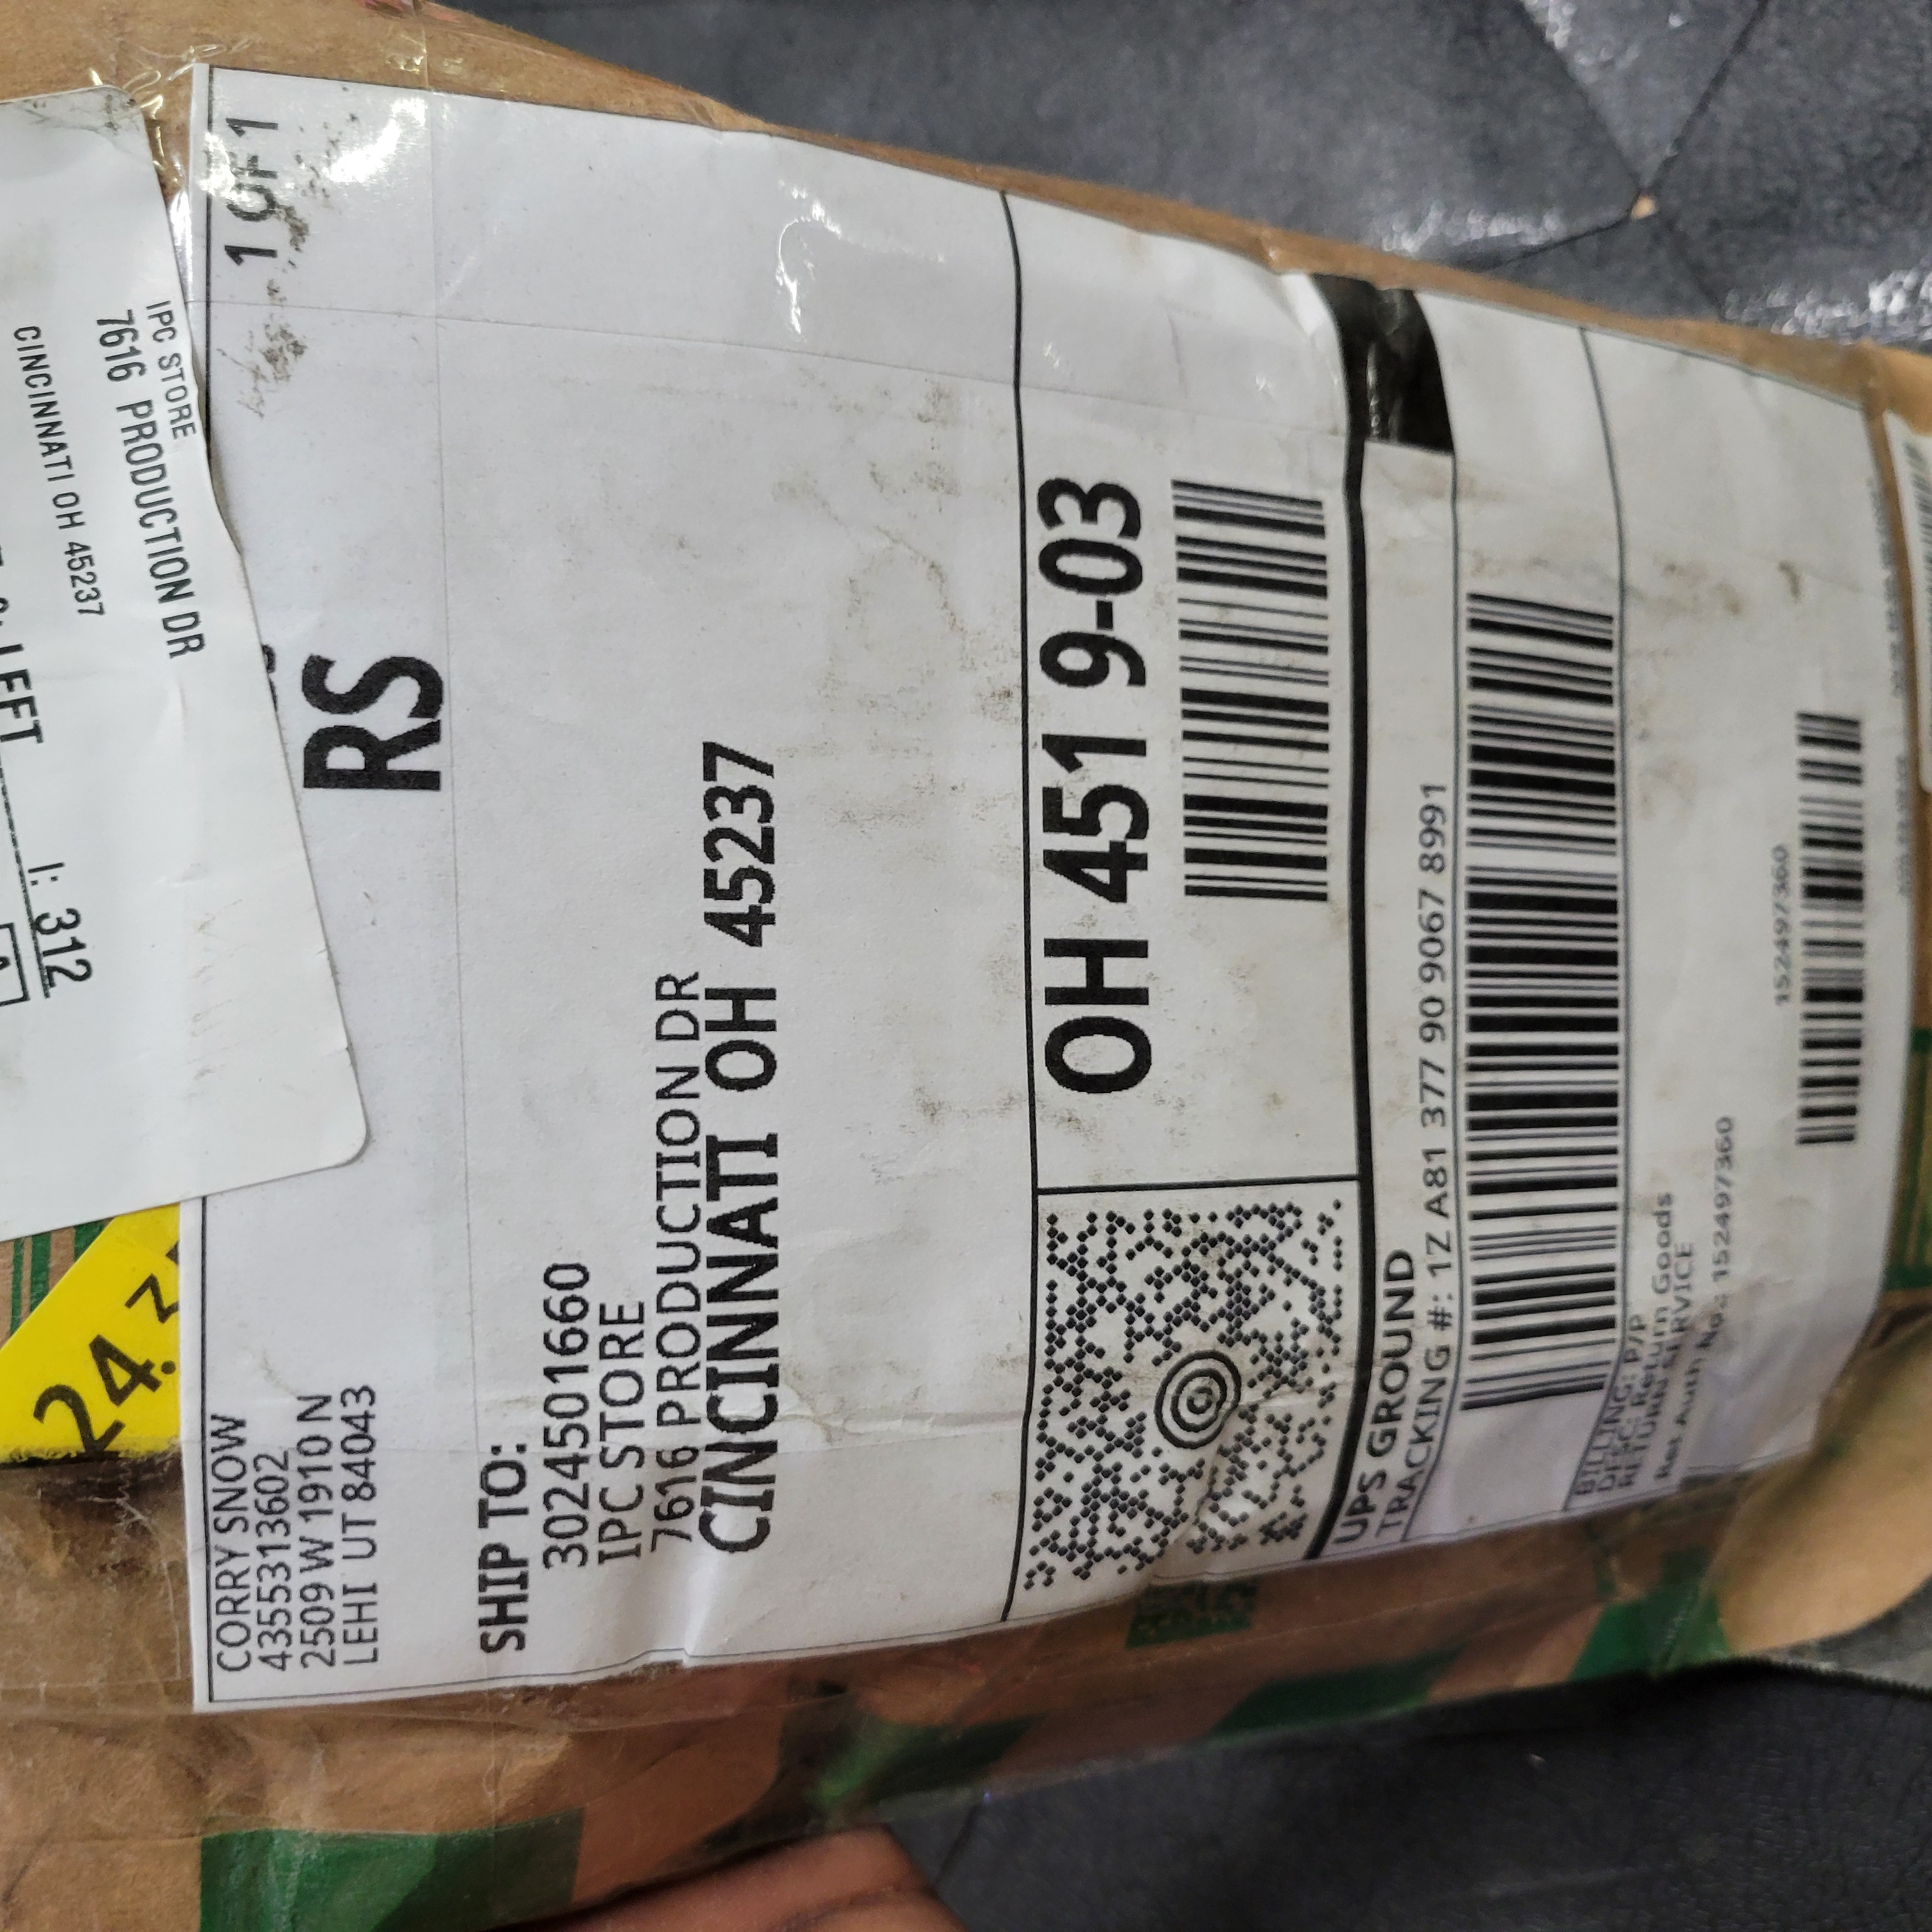 IPC STORE
7616 PRODUCTION DR
CINCINNATI OH 45237
LEFT
I: 312
24.
CORRY SNOW
4355313602
2509 W 1910 N
LEHI UT 84043
1 OF 1
RS
SHIP TO:
3024501660
IPC STORE
7616 PRODUCTION DR
CINCINNATI OH 45237
OH 451 9-03
UPS GROUND
TRACKING #: 1Z A81 377 90 9067 8991
BILLING: P/P
DESC: Return Goods
RETURN SERVICE
Ret.Auth No.: 152497360
152497360